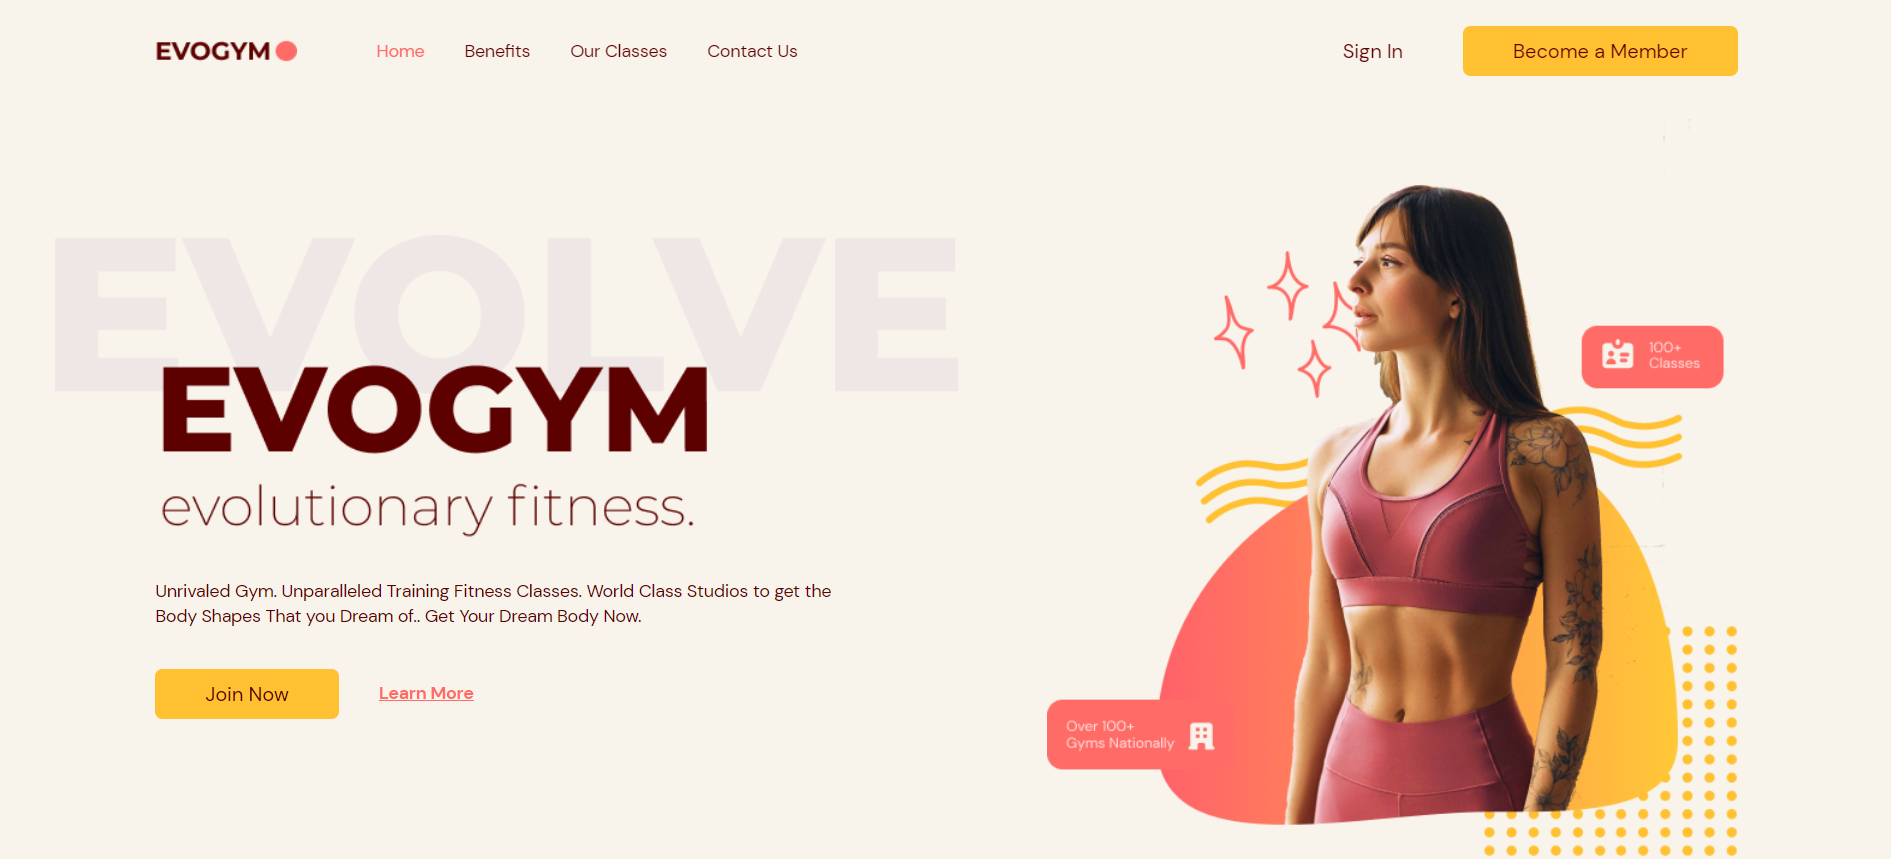 EVOGYM
Home
Benefits
Our Classes
Contact Us
Sign In
Become a Member
EVOLVE
EVOGYM
evolutionary fitness.
Unrivaled Gym. Unparalleled Training Fitness Classes. World Class Studios to get the
Body Shapes That you Dream of.. Get Your Dream Body Now.
Join Now
Learn More
100+
Classes
Over 100+
Gyms Nationally